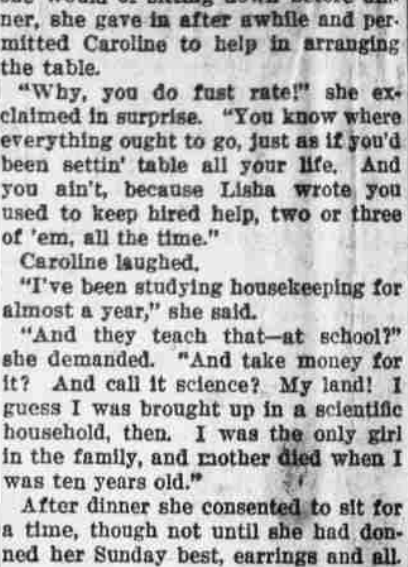 ner, she gave in after awhile and per-
mitted Caroline to help in arranging
the table.
"Why, you do fust rate!" she ex-
claimed in surprise. "You know where
everything ought to go, just as if you'd
been settin' table all your life. And
you ain't, because Lisha wrote you
used to keep hired help, two or three
of 'em, all the time."
Caroline laughed.
"I've been studying housekeeping for
almost a year," she said.
"And they teach that—at school?"
she demanded. "And take money for
it? And call it science? My land! I
guess I was brought up in a scientific
household, then. I was the only girl
in the family, and mother died when I
was ten years old."
After dinner she consented to sit for
a time, though not until she had don-
ned her Sunday best, earrings and all.